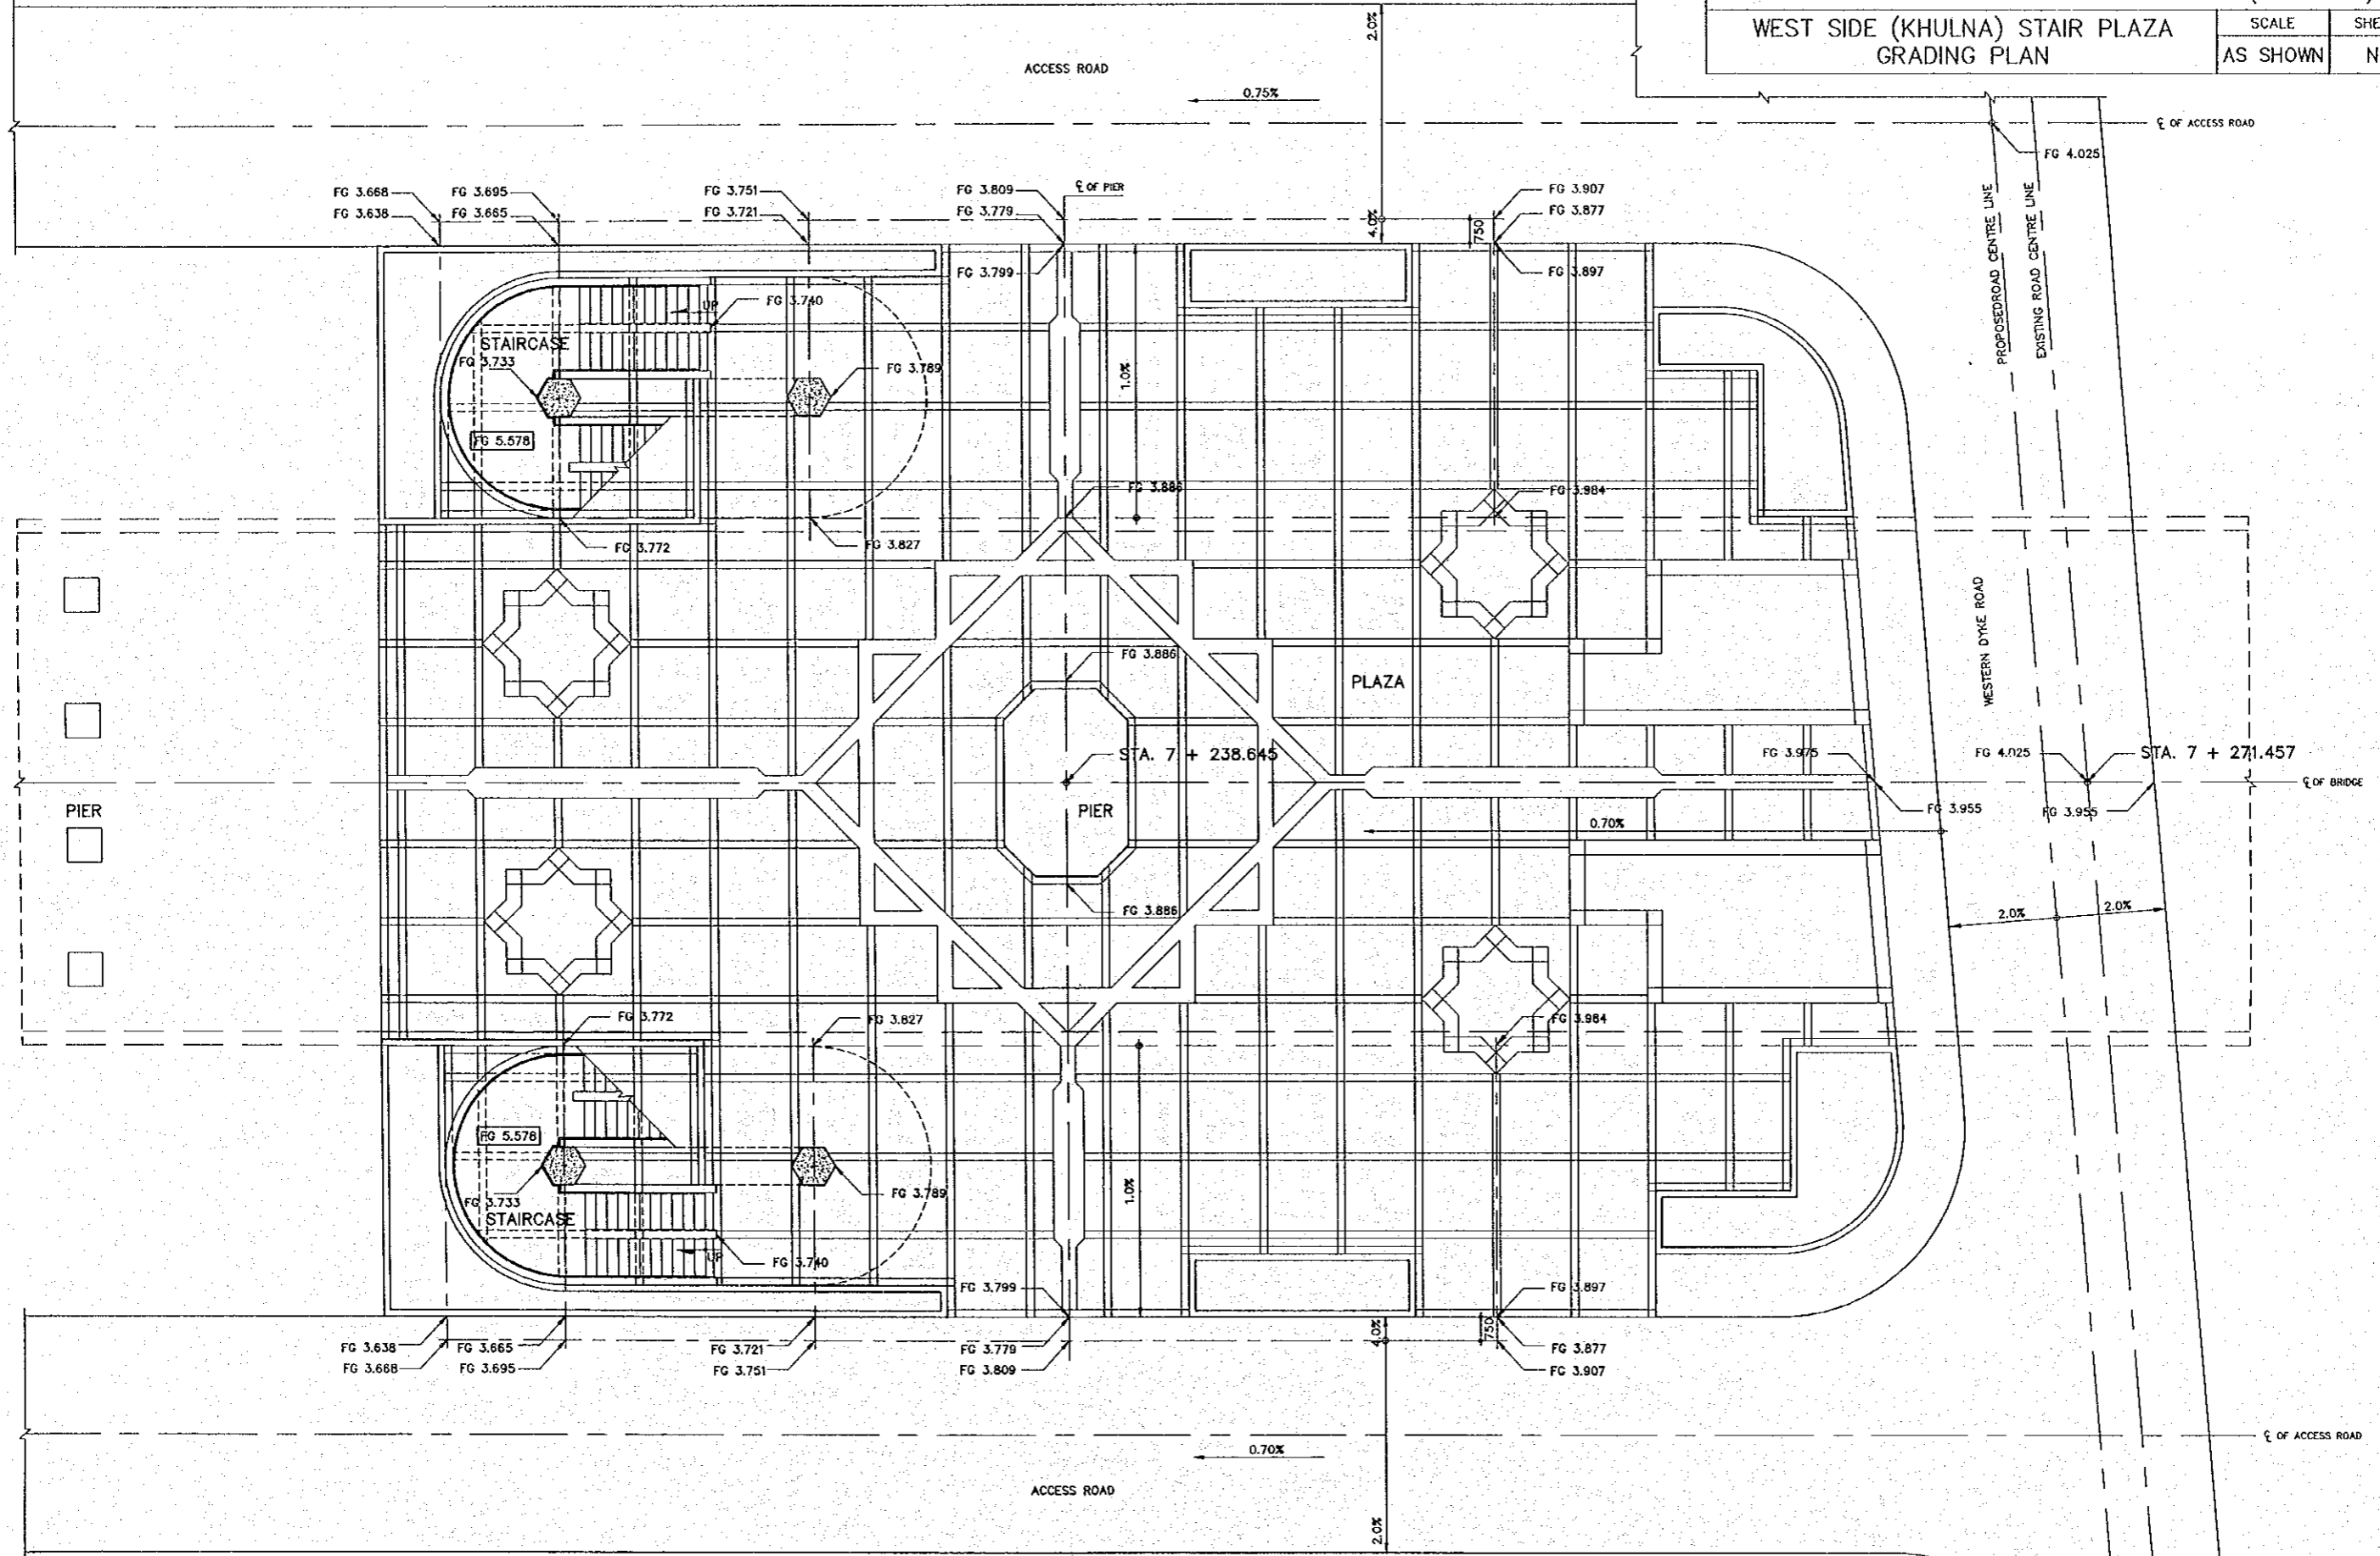 WEST SIDE (KHULNA) STAIR PLAZA
GRADING PLAN
SCALE
AS SHOWN
2.0%
ACCESS ROAD
0.75%
℄ OF ACCESS ROAD
FG 4.025
FG 3.668
FG 3.695
FG 3.751
FG 3.809
℄ OF PIER
FG 3.907
FG 3.638
FG 3.665
FG 3.721
FG 3.779
4.0%
750
FG 3.877
FG 3.799
FG 3.897
PROPOSEDROAD CENTRE LINE
EXISTING ROAD CENTRE LINE
UP
FG 3.740
STAIRCASE
FG 3.733
FG 3.789
1.0%
FG 5.578
FG 3.886
FG 3.984
FG 3.772
FG 3.827
WESTERN DYKE ROAD
FG 3.886
PLAZA
STA. 7 + 238.645
FG 3.975
FG 4.025
STA. 7 + 271.457
℄ OF BRIDGE
PIER
PIER
FG 3.955
FG 3.955
0.70%
FG 3.886
2.0%
2.0%
FG 3.772
FG 3.827
FG 3.984
FG 5.578
FG 3.733
FG 3.789
1.0%
STAIRCASE
UP
FG 3.740
FG 3.799
FG 3.897
FG 3.638
FG 3.665
FG 3.721
FG 3.779
4.0%
750
FG 3.877
FG 3.668
FG 3.695
FG 3.751
FG 3.809
FG 3.907
0.70%
℄ OF ACCESS ROAD
ACCESS ROAD
2.0%